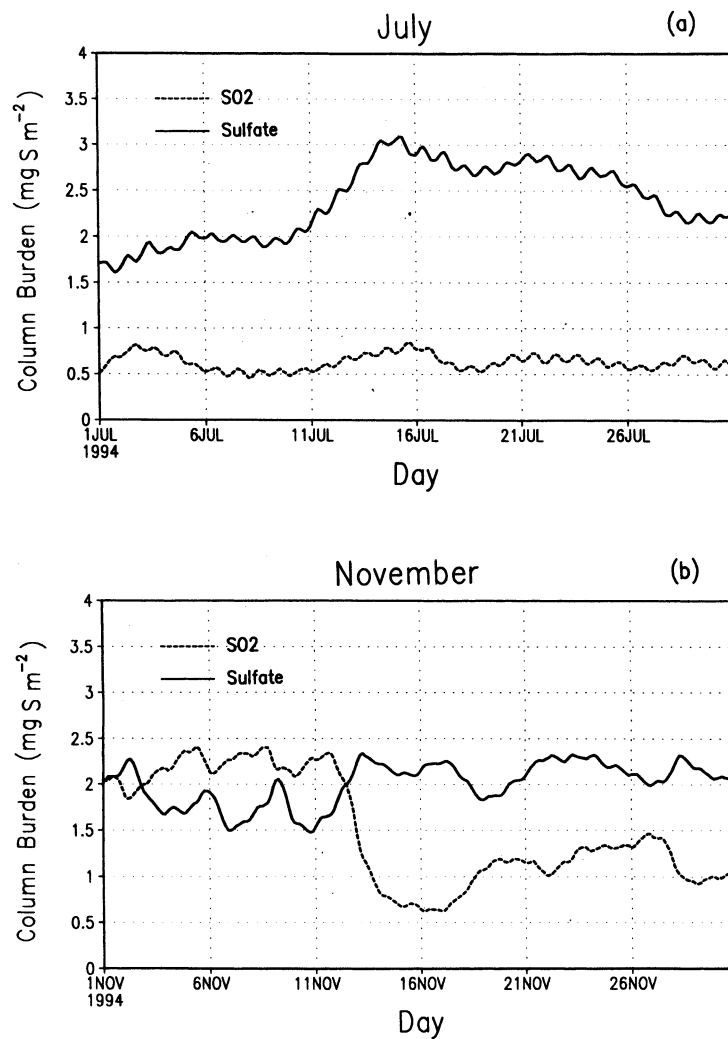 July
(a)
Column Burden (mg S m⁻²)
4
3.5
3
2.5
2
1.5
1
0.5
0
SO2
Sulfate
1JUL
1994
6JUL
11JUL
16JUL
21JUL
26JUL
Day
November
(b)
Column Burden (mg S m⁻²)
4
3.5
3
2.5
2
1.5
1
0.5
0
SO2
Sulfate
1NOV
1994
6NOV
11NOV
16NOV
21NOV
26NOV
Day